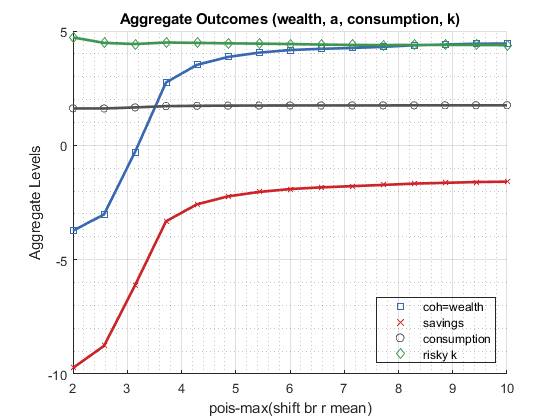 Aggregate Outcomes (wealth, a, consumption, k)
5
0
-5
-10
Aggregate Levels
2 3 4 5 6 7 8 9 10
pois-max(shift br r mean)
coh=wealth
savings
consumption
risky k